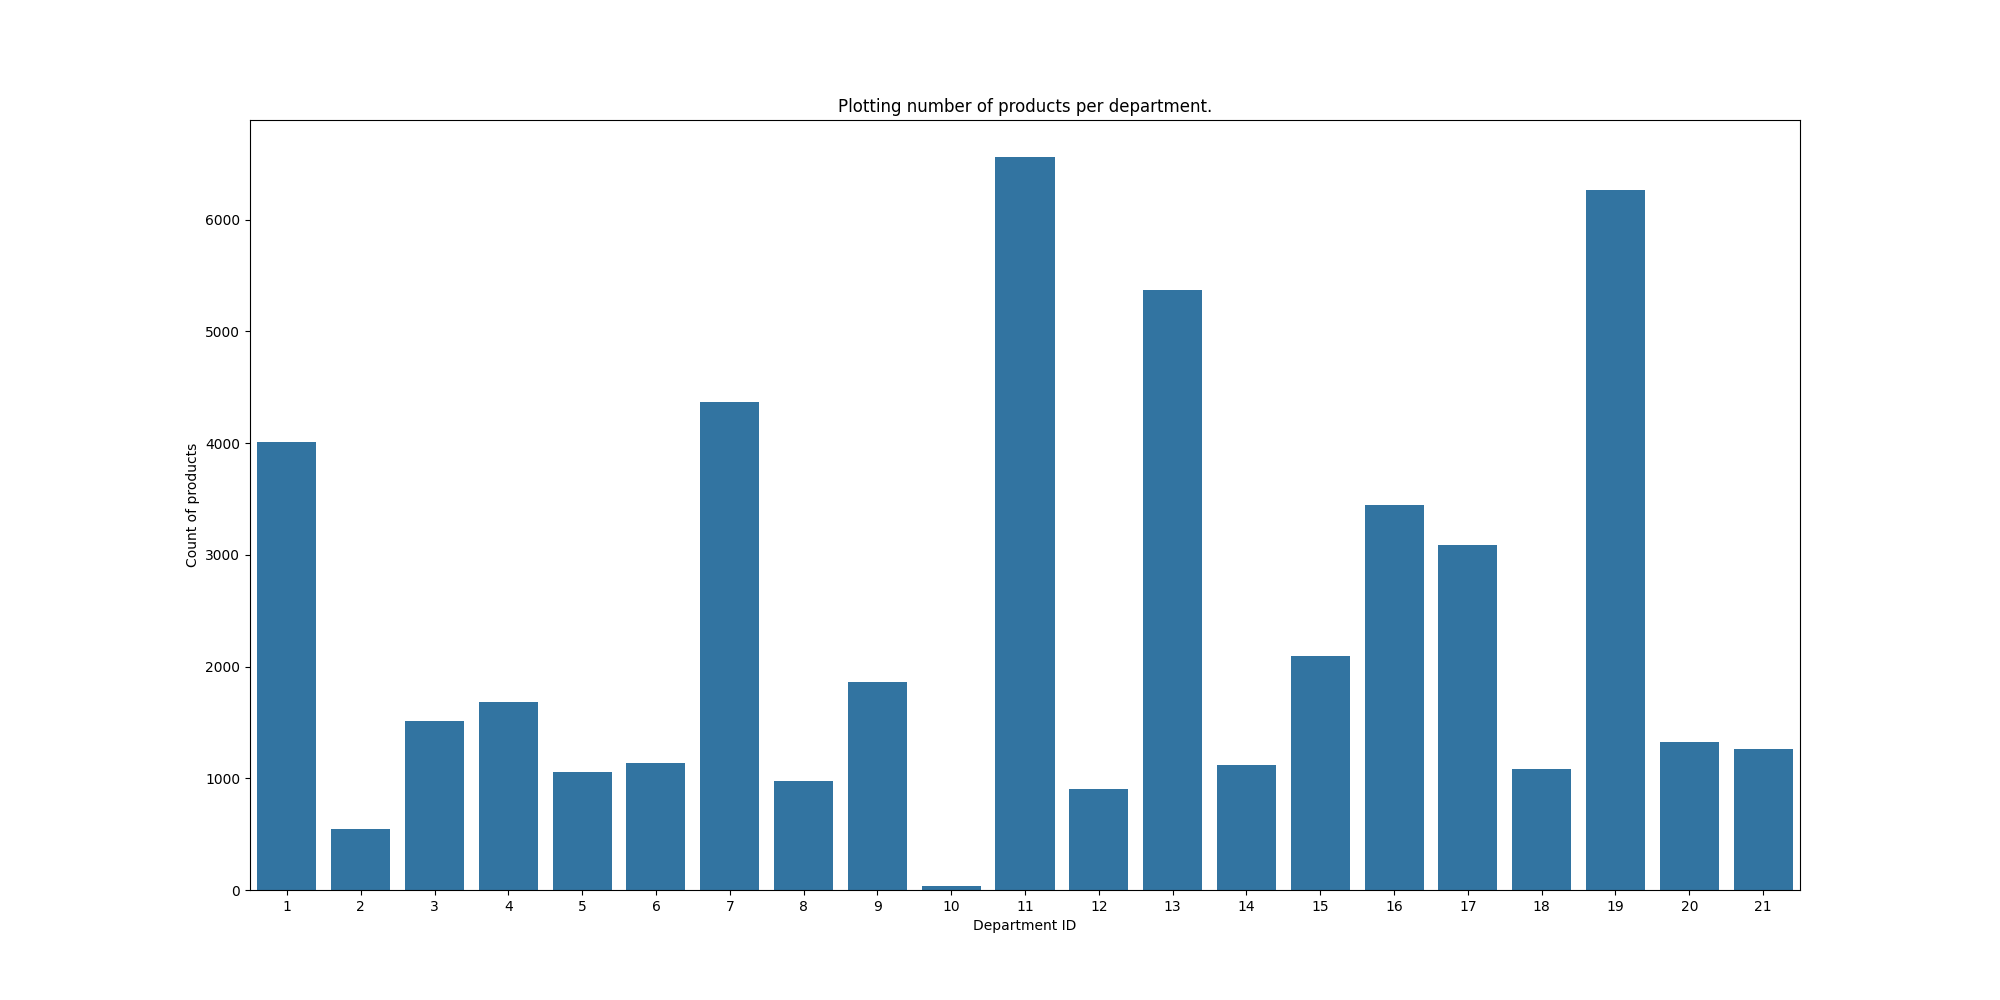 Plotting number of products per department.
Count of products
6000
5000
4000
3000
2000
1000
0
1 2 3 4 5 6 7 8 9 10 11 12 13 14 15 16 17 18 19 20 21
Department ID